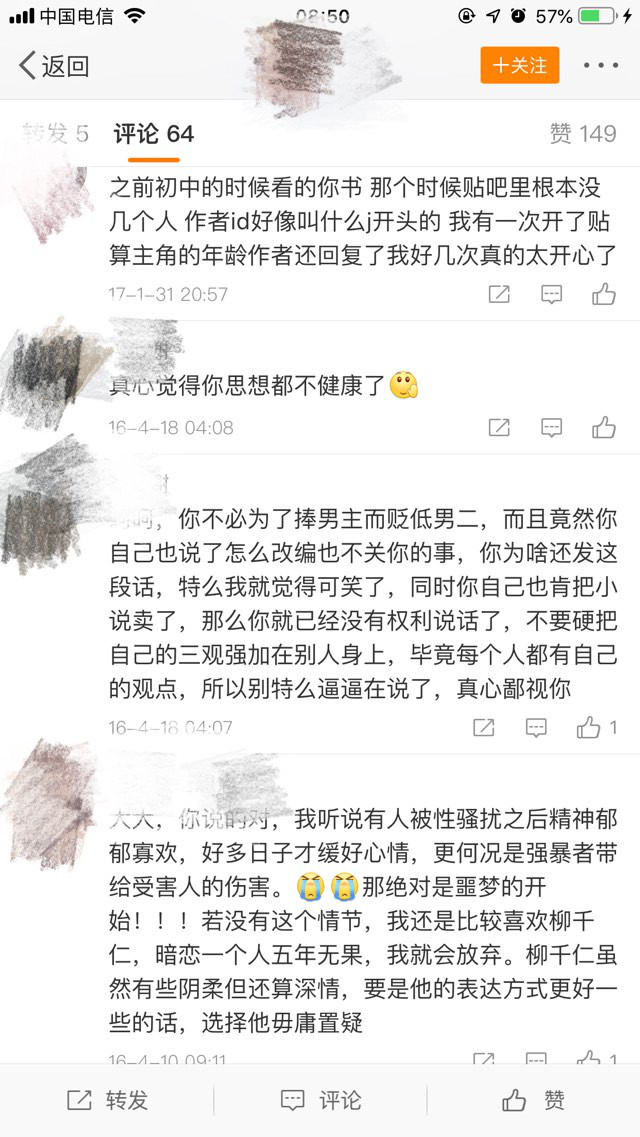 中国电信
08:50
57%
返回
+关注
转发 5
评论 64
赞 149
之前初中的时候看的你书 那个时候贴吧里根本没
几个人 作者id好像叫什么j开头的 我有一次开了贴
算主角的年龄作者还回复了我好几次真的太开心了
17-1-31 20:57
真心觉得你思想都不健康了
16-4-18 04:08
呵，你不必为了捧男主而贬低男二，而且竟然你
自己也说了怎么改编也不关你的事，你为啥还发这
段话，特么我就觉得可笑了，同时你自己也肯把小
说卖了，那么你就已经没有权利说话了，不要硬把
自己的三观强加在别人身上，毕竟每个人都有自己
的观点，所以别特么逼逼在说了，真心鄙视你
16-4-18 04:07
1
大大，你说的对，我听说有人被性骚扰之后精神郁
郁寡欢，好多日子才缓好心情，更何况是强暴者带
给受害人的伤害。那绝对是噩梦的开
始！！！若没有这个情节，我还是比较喜欢柳千
仁，暗恋一个人五年无果，我就会放弃。柳千仁虽
然有些阴柔但还算深情，要是他的表达方式更好一
些的话，选择他毋庸置疑
16-4-10 09:11
1
转发
评论
赞